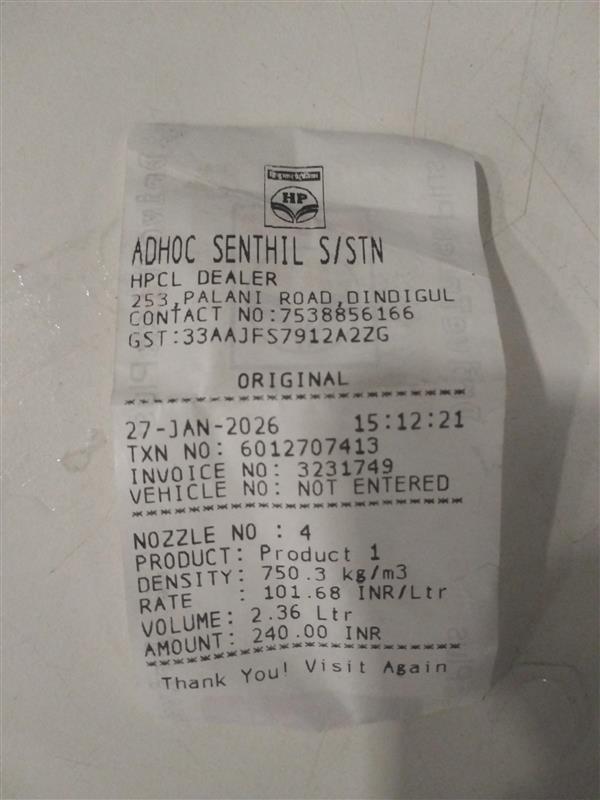 हिन्दुस्तान पेट्रोलियम
HP
ADHOC SENTHIL S/STN
HPCL DEALER
253,PALANI ROAD,DINDIGUL
CONTACT NO:7538856166
GST:33AAJFS7912A2ZG
ORIGINAL
27-JAN-2026 15:12:21
TXN NO: 6012707413
INVOICE NO: 3231749
VEHICLE NO: NOT ENTERED
NOZZLE NO : 4
PRODUCT: Product 1
DENSITY: 750.3 kg/m3
RATE : 101.68 INR/Ltr
VOLUME: 2.36 Ltr
AMOUNT: 240.00 INR
Thank You! Visit Again